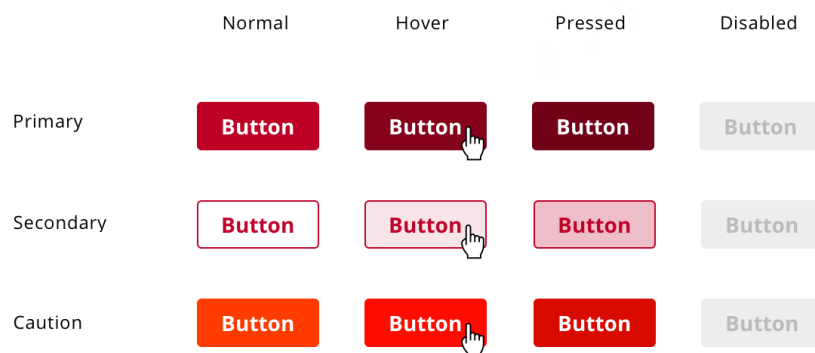 Normal Hover Pressed Disabled
Primary Button Button Button Button
Secondary Button Button Button Button
Caution Button Button Button Button